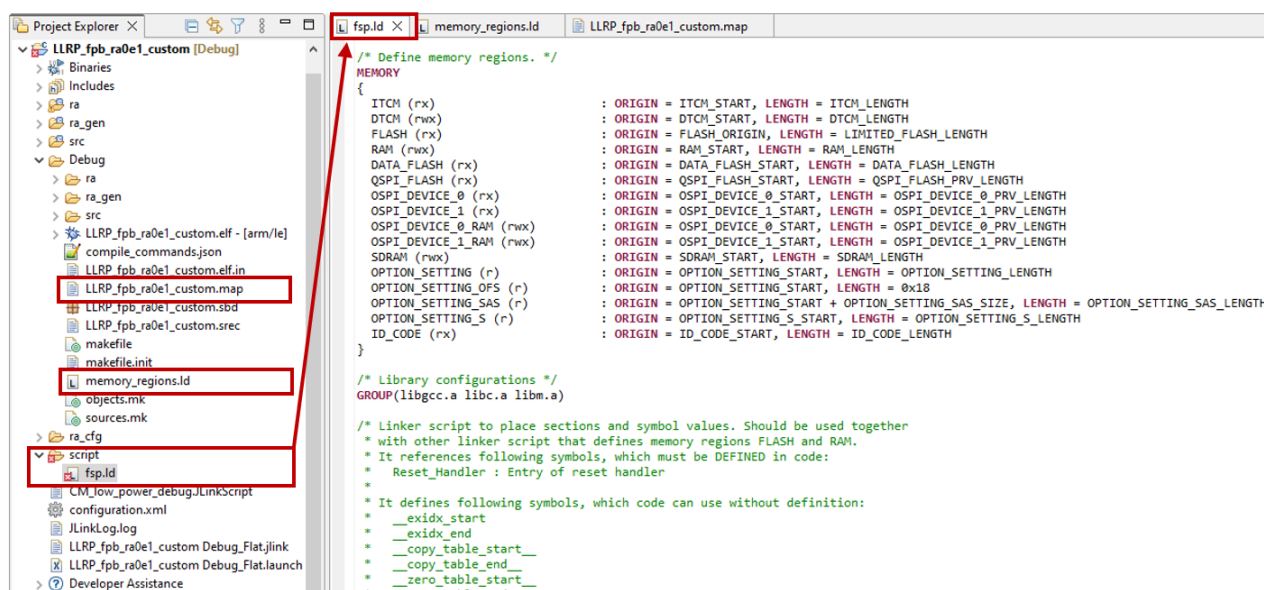 Project Explorer
LLRP_fpb_ra0e1_custom [Debug]
Binaries
Includes
ra
ra_gen
src
Debug
ra
ra_gen
src
LLRP_fpb_ra0e1_custom.elf - [arm/le]
compile_commands.json
LLRP_fpb_ra0e1_custom.elf.in
LLRP_fpb_ra0e1_custom.map
LLRP_fpb_ra0e1_custom.sbd
LLRP_fpb_ra0e1_custom.srec
makefile
makefile.init
memory_regions.ld
objects.mk
sources.mk
ra_cfg
script
fsp.ld
CM_low_power_debugJLinkScript
configuration.xml
JLinkLog.log
LLRP_fpb_ra0e1_custom Debug_Flat.jlink
LLRP_fpb_ra0e1_custom Debug_Flat.launch
Developer Assistance
fsp.ld
memory_regions.ld
LLRP_fpb_ra0e1_custom.map
/* Define memory regions. */
MEMORY
{
ITCM (rx) : ORIGIN = ITCM_START, LENGTH = ITCM_LENGTH
DTCM (rwx) : ORIGIN = DTCM_START, LENGTH = DTCM_LENGTH
FLASH (rx) : ORIGIN = FLASH_ORIGIN, LENGTH = LIMITED_FLASH_LENGTH
RAM (rwx) : ORIGIN = RAM_START, LENGTH = RAM_LENGTH
DATA_FLASH (rx) : ORIGIN = DATA_FLASH_START, LENGTH = DATA_FLASH_LENGTH
QSPI_FLASH (rx) : ORIGIN = QSPI_FLASH_START, LENGTH = QSPI_FLASH_PRV_LENGTH
OSPI_DEVICE_0 (rx) : ORIGIN = OSPI_DEVICE_0_START, LENGTH = OSPI_DEVICE_0_PRV_LENGTH
OSPI_DEVICE_1 (rx) : ORIGIN = OSPI_DEVICE_1_START, LENGTH = OSPI_DEVICE_1_PRV_LENGTH
OSPI_DEVICE_0_RAM (rwx) : ORIGIN = OSPI_DEVICE_0_START, LENGTH = OSPI_DEVICE_0_PRV_LENGTH
OSPI_DEVICE_1_RAM (rwx) : ORIGIN = OSPI_DEVICE_1_START, LENGTH = OSPI_DEVICE_1_PRV_LENGTH
SDRAM (rwx) : ORIGIN = SDRAM_START, LENGTH = SDRAM_LENGTH
OPTION_SETTING (r) : ORIGIN = OPTION_SETTING_START, LENGTH = OPTION_SETTING_LENGTH
OPTION_SETTING_OFS (r) : ORIGIN = OPTION_SETTING_START, LENGTH = 0x18
OPTION_SETTING_SAS (r) : ORIGIN = OPTION_SETTING_START + OPTION_SETTING_SAS_SIZE, LENGTH = OPTION_SETTING_SAS_LENGTH
OPTION_SETTING_S (r) : ORIGIN = OPTION_SETTING_S_START, LENGTH = OPTION_SETTING_S_LENGTH
ID_CODE (rx) : ORIGIN = ID_CODE_START, LENGTH = ID_CODE_LENGTH
}
/* Library configurations */
GROUP(libgcc.a libc.a libm.a)
/* Linker script to place sections and symbol values. Should be used together
* with other linker script that defines memory regions FLASH and RAM.
* It references following symbols, which must be DEFINED in code:
* Reset_Handler : Entry of reset handler
*
* It defines following symbols, which code can use without definition:
* __exidx_start
* __exidx_end
* __copy_table_start__
* __copy_table_end__
* __zero_table_start__